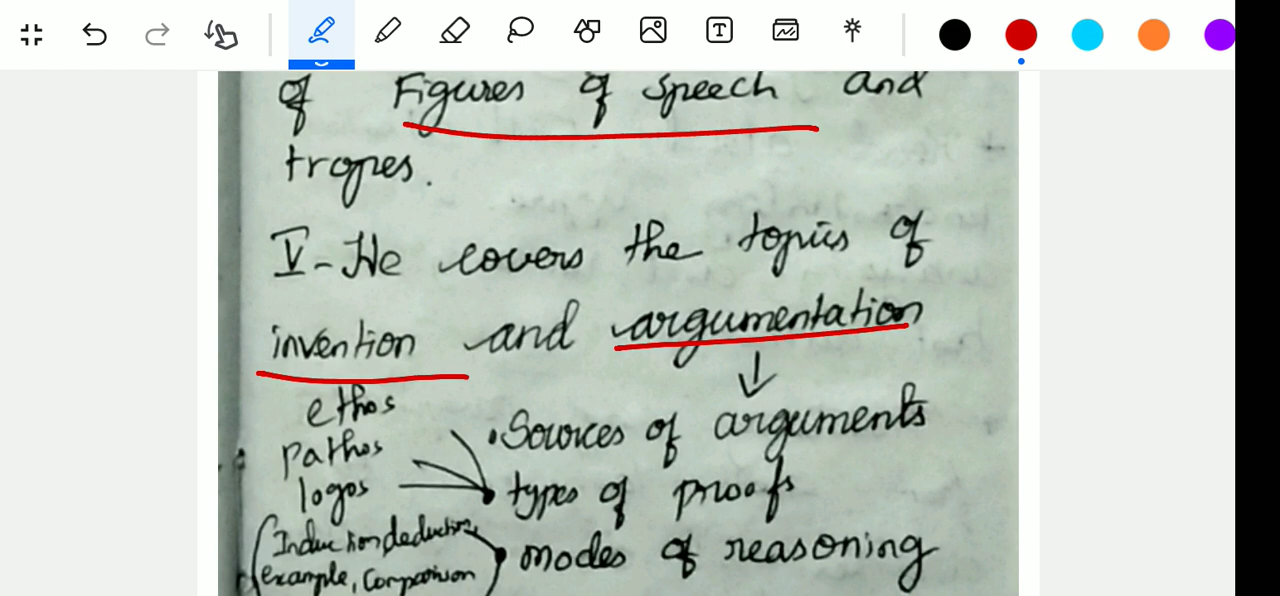 of Figures of speech and
tropes.
V-He covers the topics of
invention and argumentation
ethos
pathos
logos
•Sources of arguments
• types of proofs
(Induction deduction,
example, Comparison
• modes of reasoning
T